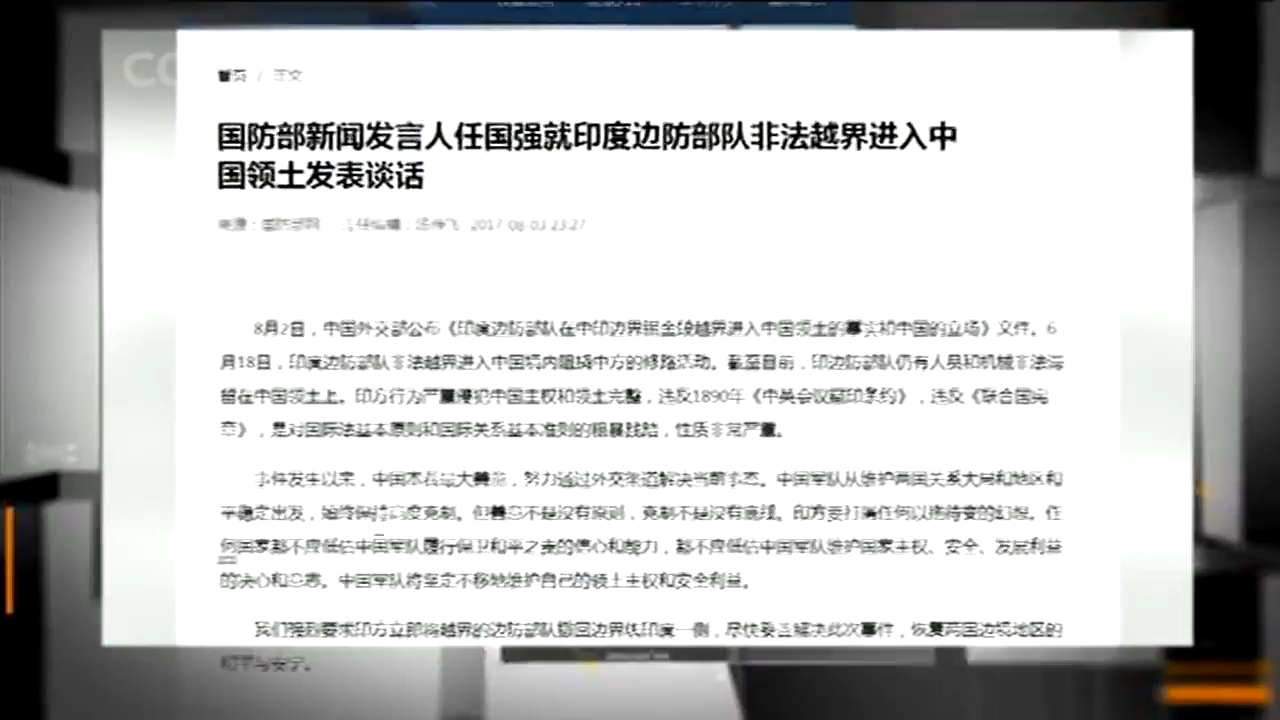 首页 / 正文
国防部新闻发言人任国强就印度边防部队非法越界进入中
国领土发表谈话
来源：国防部网 责任编辑： 2017-08-03 23:27
8月2日，中国外交部公布《印度边防部队在中印边界锡金段越界进入中国领土的事实和中国的立场》文件。6
月18日，印度边防部队非法越界进入中国境内阻碍中方的修路活动。截至目前，印边防部队仍有人员和机械非法滞
留在中国领土上。印方行为严重侵犯中国主权和领土完整，违反1890年《中英会议藏印条约》，违反《联合国宪
章》，是对国际法基本原则和国际关系基本准则的粗暴践踏，性质非常严重。
事件发生以来，中国本着最大善意，努力通过外交渠道解决当前事态。中国军队从维护两国关系大局和地区和
平稳定出发，始终保持高度克制。但善意不是没有原则，克制不是没有底线。印方要打消任何以拖待变的幻想。任
何国家都不应低估中国军队履行保卫和平之责的信心和能力，都不应低估中国军队维护国家主权、安全、发展利益
的决心和意志。中国军队将坚定不移地维护自己的领土主权和安全利益。
我们强烈要求印方立即将越界的边防部队撤回边界线印度一侧，尽快妥善解决此次事件，恢复两国边境地区的
和平与安宁。